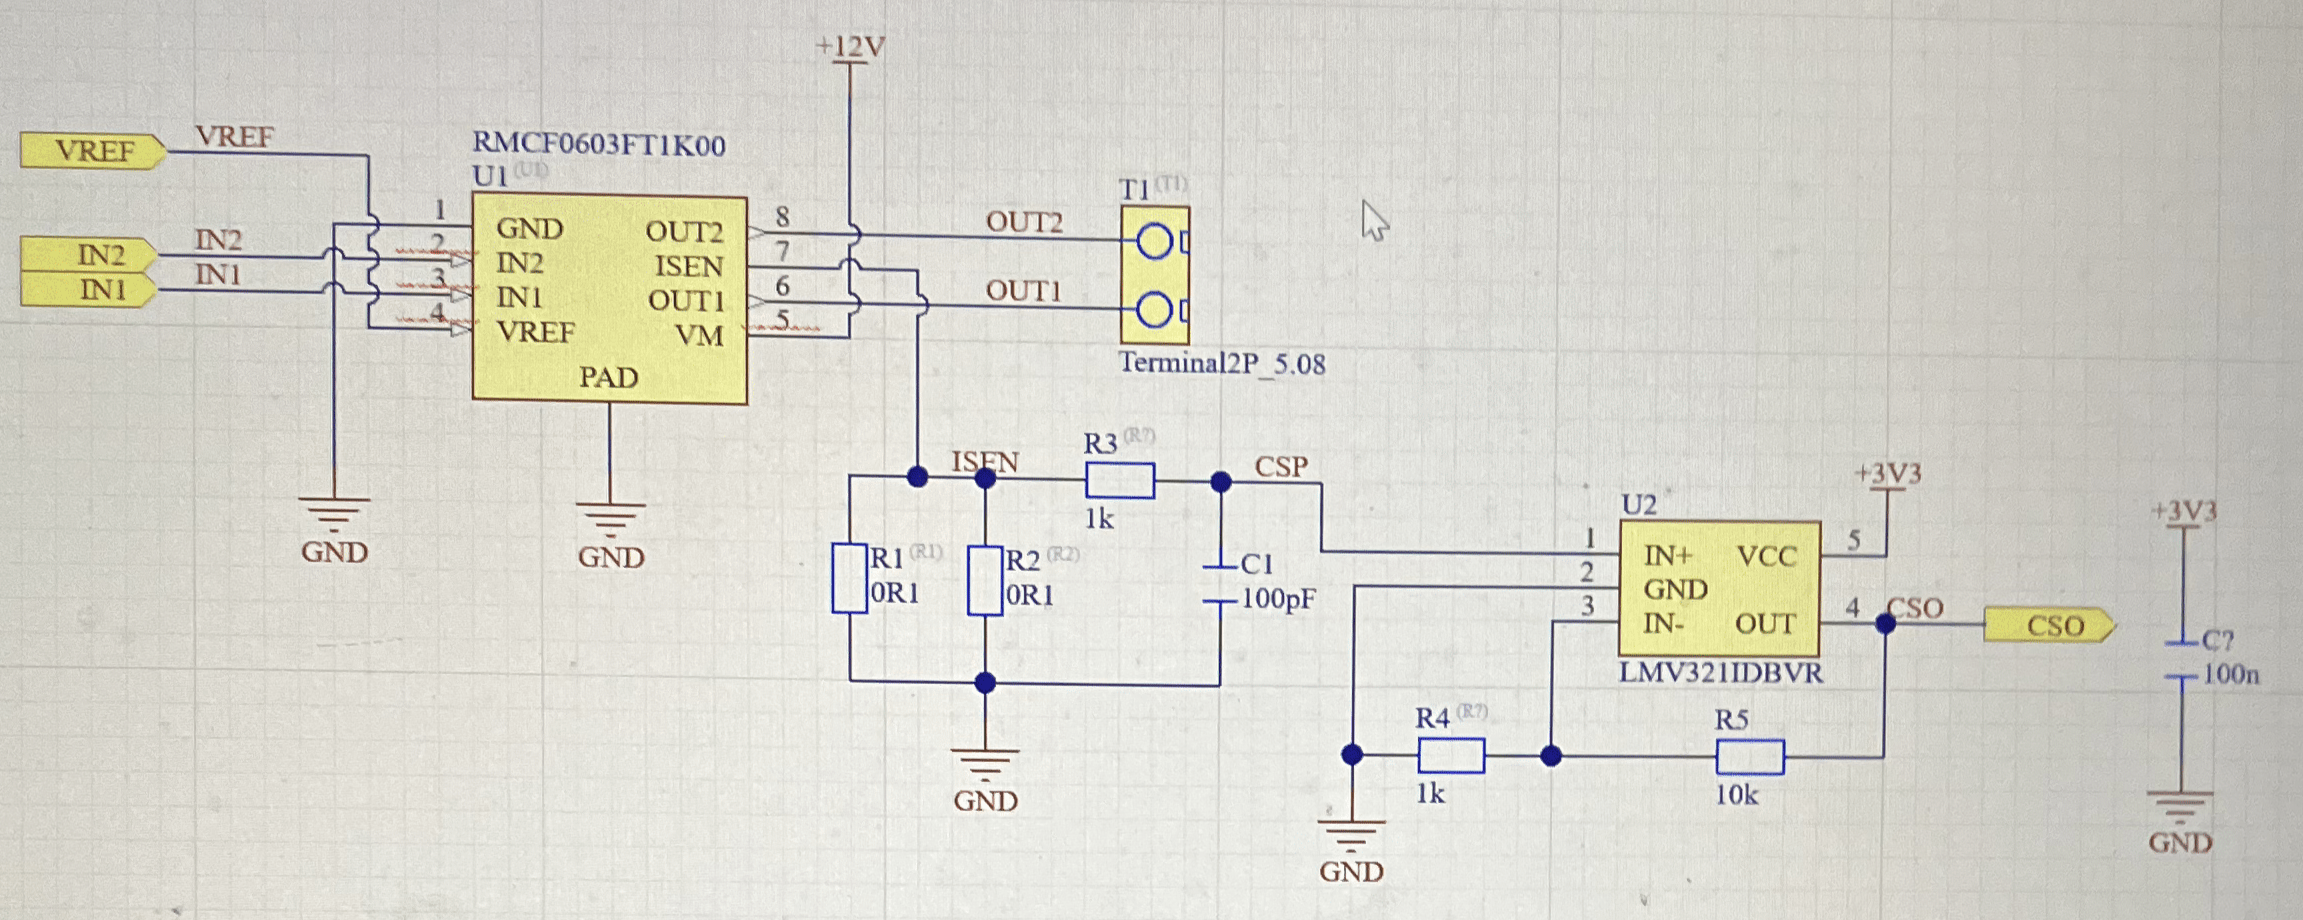 +12V
VREF
VREF
RMCF0603FT1K00
U1 (U1)
IN2
IN2
IN1
IN1
1
2
3
4
GND
IN2
IN1
VREF
OUT2
ISEN
OUT1
VM
PAD
8
7
6
5
OUT2
OUT1
T1 (T1)
Terminal2P_5.08
GND
GND
ISEN
R3 (R?)
1k
CSP
R1 (R1)
0R1
R2 (R2)
0R1
C1
100pF
GND
U2
1
2
3
IN+
GND
IN-
VCC
OUT
5
4
LMV321IDBVR
+3V3
CSO
CSO
R4 (R?)
1k
R5
10k
GND
+3V3
C?
100n
GND